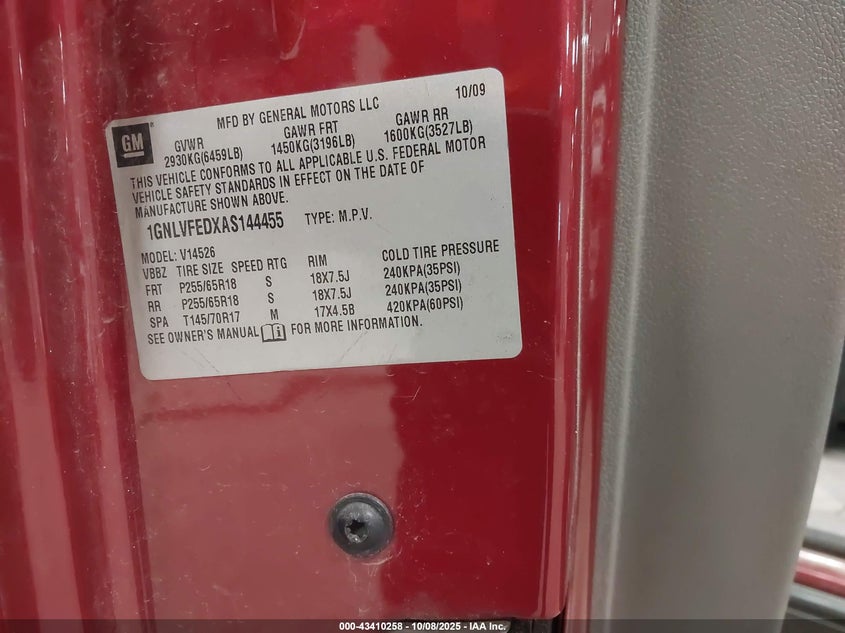 GM ®
MFD BY GENERAL MOTORS LLC 10/09
GVWR GAWR FRT GAWR RR
2930KG(6459LB) 1450KG(3196LB) 1600KG(3527LB)
THIS VEHICLE CONFORMS TO ALL APPLICABLE U.S. FEDERAL MOTOR
VEHICLE SAFETY STANDARDS IN EFFECT ON THE DATE OF
MANUFACTURE SHOWN ABOVE.
1GNLVFEDXAS144455 TYPE: M.P.V.
MODEL: V14526
VBBZ TIRE SIZE SPEED RTG RIM COLD TIRE PRESSURE
FRT P255/65R18 S 18X7.5J 240KPA(35PSI)
RR P255/65R18 S 18X7.5J 240KPA(35PSI)
SPA T145/70R17 M 17X4.5B 420KPA(60PSI)
SEE OWNER'S MANUAL FOR MORE INFORMATION.
000-43410258 - 10/08/2025 - IAA Inc.